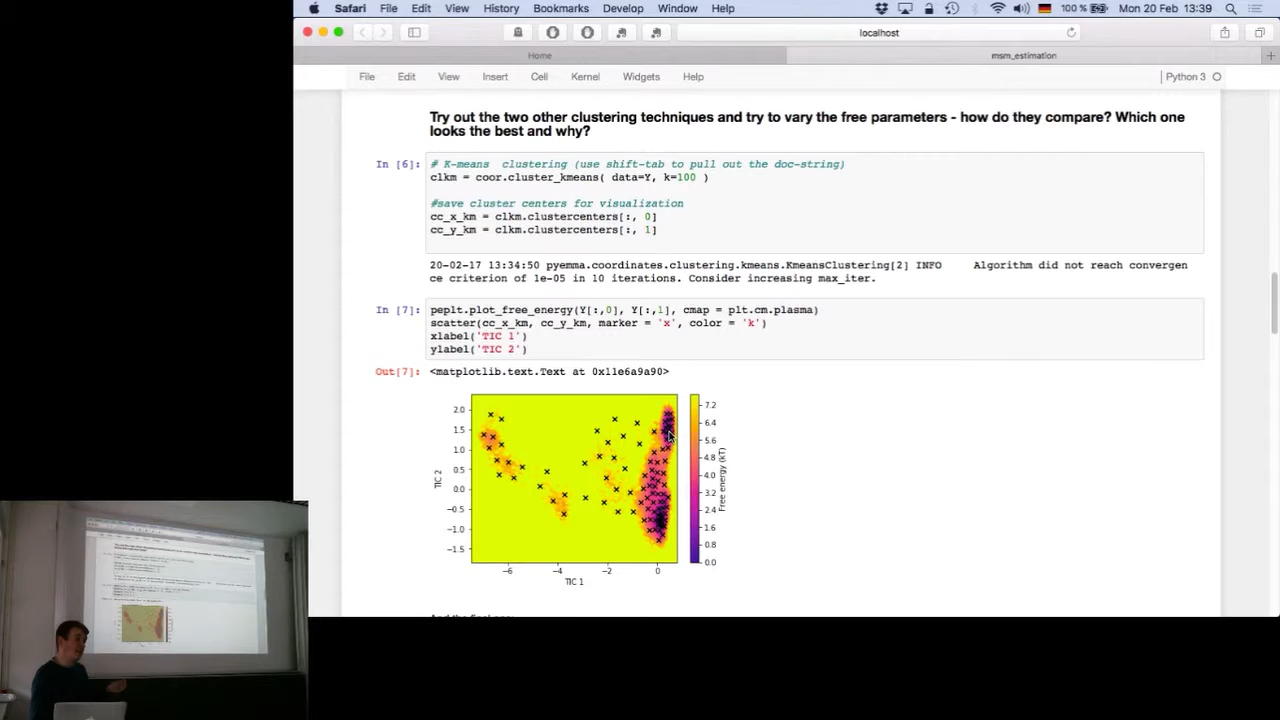 Safari File Edit View History Bookmarks Develop Window Help 100 % Mon 20 Feb 13:39
localhost
Home msm_estimation
File Edit View Insert Cell Kernel Widgets Help Python 3
Try out the two other clustering techniques and try to vary the free parameters - how do they compare? Which one
looks the best and why?
In [6]: # K-means clustering (use shift-tab to pull out the doc-string)
clkm = coor.cluster_kmeans( data=Y, k=100 )
#save cluster centers for visualization
cc_x_km = clkm.clustercenters[:, 0]
cc_y_km = clkm.clustercenters[:, 1]
20-02-17 13:34:50 pyemma.coordinates.clustering.kmeans.KmeansClustering[2] INFO Algorithm did not reach convergen
ce criterion of 1e-05 in 10 iterations. Consider increasing max_iter.
In [7]: peplt.plot_free_energy(Y[:,0], Y[:,1], cmap = plt.cm.plasma)
scatter(cc_x_km, cc_y_km, marker = 'x', color = 'k')
xlabel('TIC 1')
ylabel('TIC 2')
Out[7]: <matplotlib.text.Text at 0x11e6a9a90>
2.0
1.5
1.0
0.5
0.0
−0.5
−1.0
−1.5
TIC 2
−6 −4 −2 0
TIC 1
7.2
6.4
5.6
4.8
4.0
3.2
2.4
1.6
0.8
0.0
Free energy (kT)